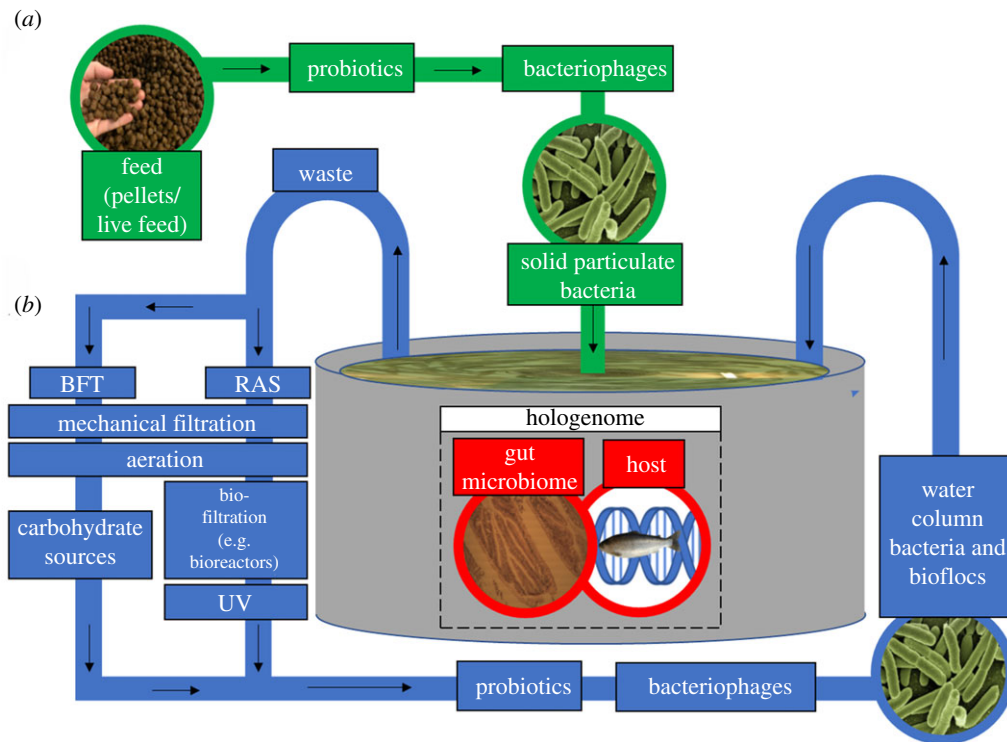 (a)
probiotics
bacteriophages
feed
(pellets/
live feed)
waste
solid particulate
bacteria
(b)
BFT
RAS
mechanical filtration
aeration
carbohydrate
sources
bio-
filtration
(e.g.
bioreactors)
UV
hologenome
gut
microbiome
host
water
column
bacteria and
bioflocs
probiotics
bacteriophages